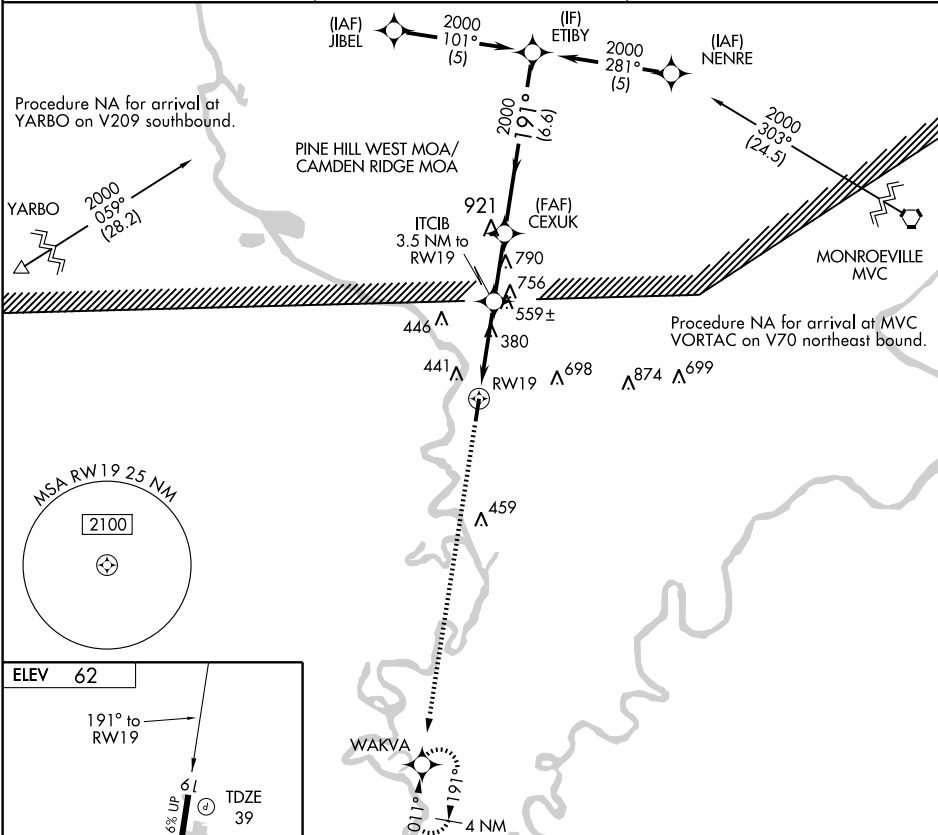 (IAF)
JIBEL
2000
101°
(5)
(IF)
ETIBY
2000
281°
(5)
(IAF)
NENRE
Procedure NA for arrival at
YARBO on V209 southbound.
2000
191°
(6.6)
2000
303°
(24.5)
PINE HILL WEST MOA/
CAMDEN RIDGE MOA
YARBO
2000
059°
(28.2)
921
(FAF)
CEXUK
ITCIB
3.5 NM to
RW19
790
756
559±
MONROEVILLE
MVC
446
380
Procedure NA for arrival at MVC
VORTAC on V70 northeast bound.
441
RW19
698
874
699
MSA RW19 25 NM
2100
459
ELEV 62
191° to
RW19
WAKVA
011°
191°
4 NM
19
6% UP
P
TDZE
39